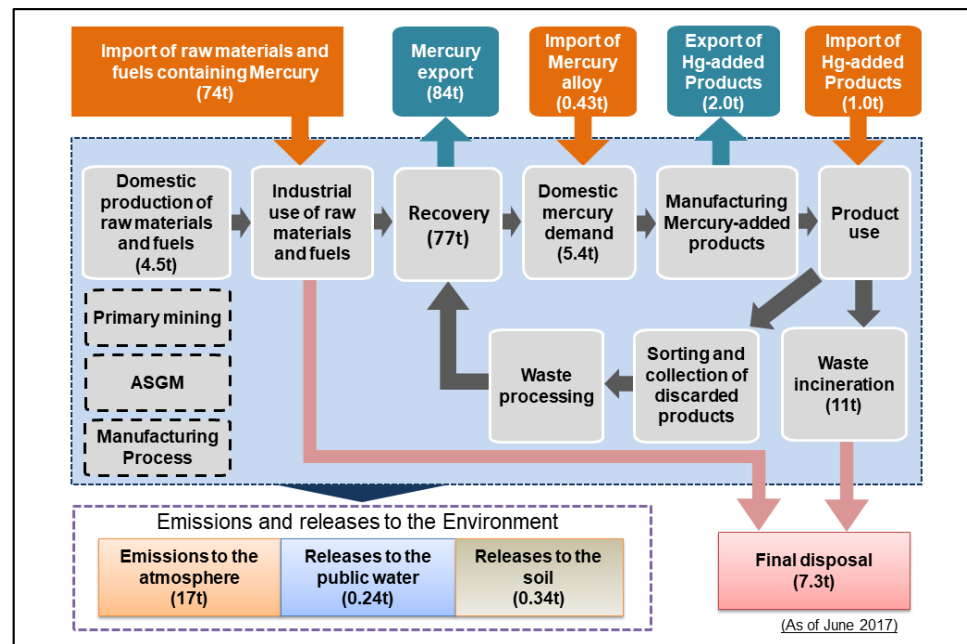 Import of raw materials and
fuels containing Mercury
(74t)
Mercury
export
(84t)
Import of
Mercury
alloy
(0.43t)
Export of
Hg-added
Products
(2.0t)
Import of
Hg-added
Products
(1.0t)
Domestic
production of
raw materials
and fuels
(4.5t)
Industrial
use of raw
materials
and fuels
Recovery
(77t)
Domestic
mercury
demand
(5.4t)
Manufacturing
Mercury-added
products
Product
use
Primary mining
ASGM
Manufacturing
Process
Waste
processing
Sorting and
collection of
discarded
products
Waste
incineration
(11t)
Emissions and releases to the Environment
Emissions to the
atmosphere
(17t)
Releases to the
public water
(0.24t)
Releases to the
soil
(0.34t)
Final disposal
(7.3t)
(As of June 2017)